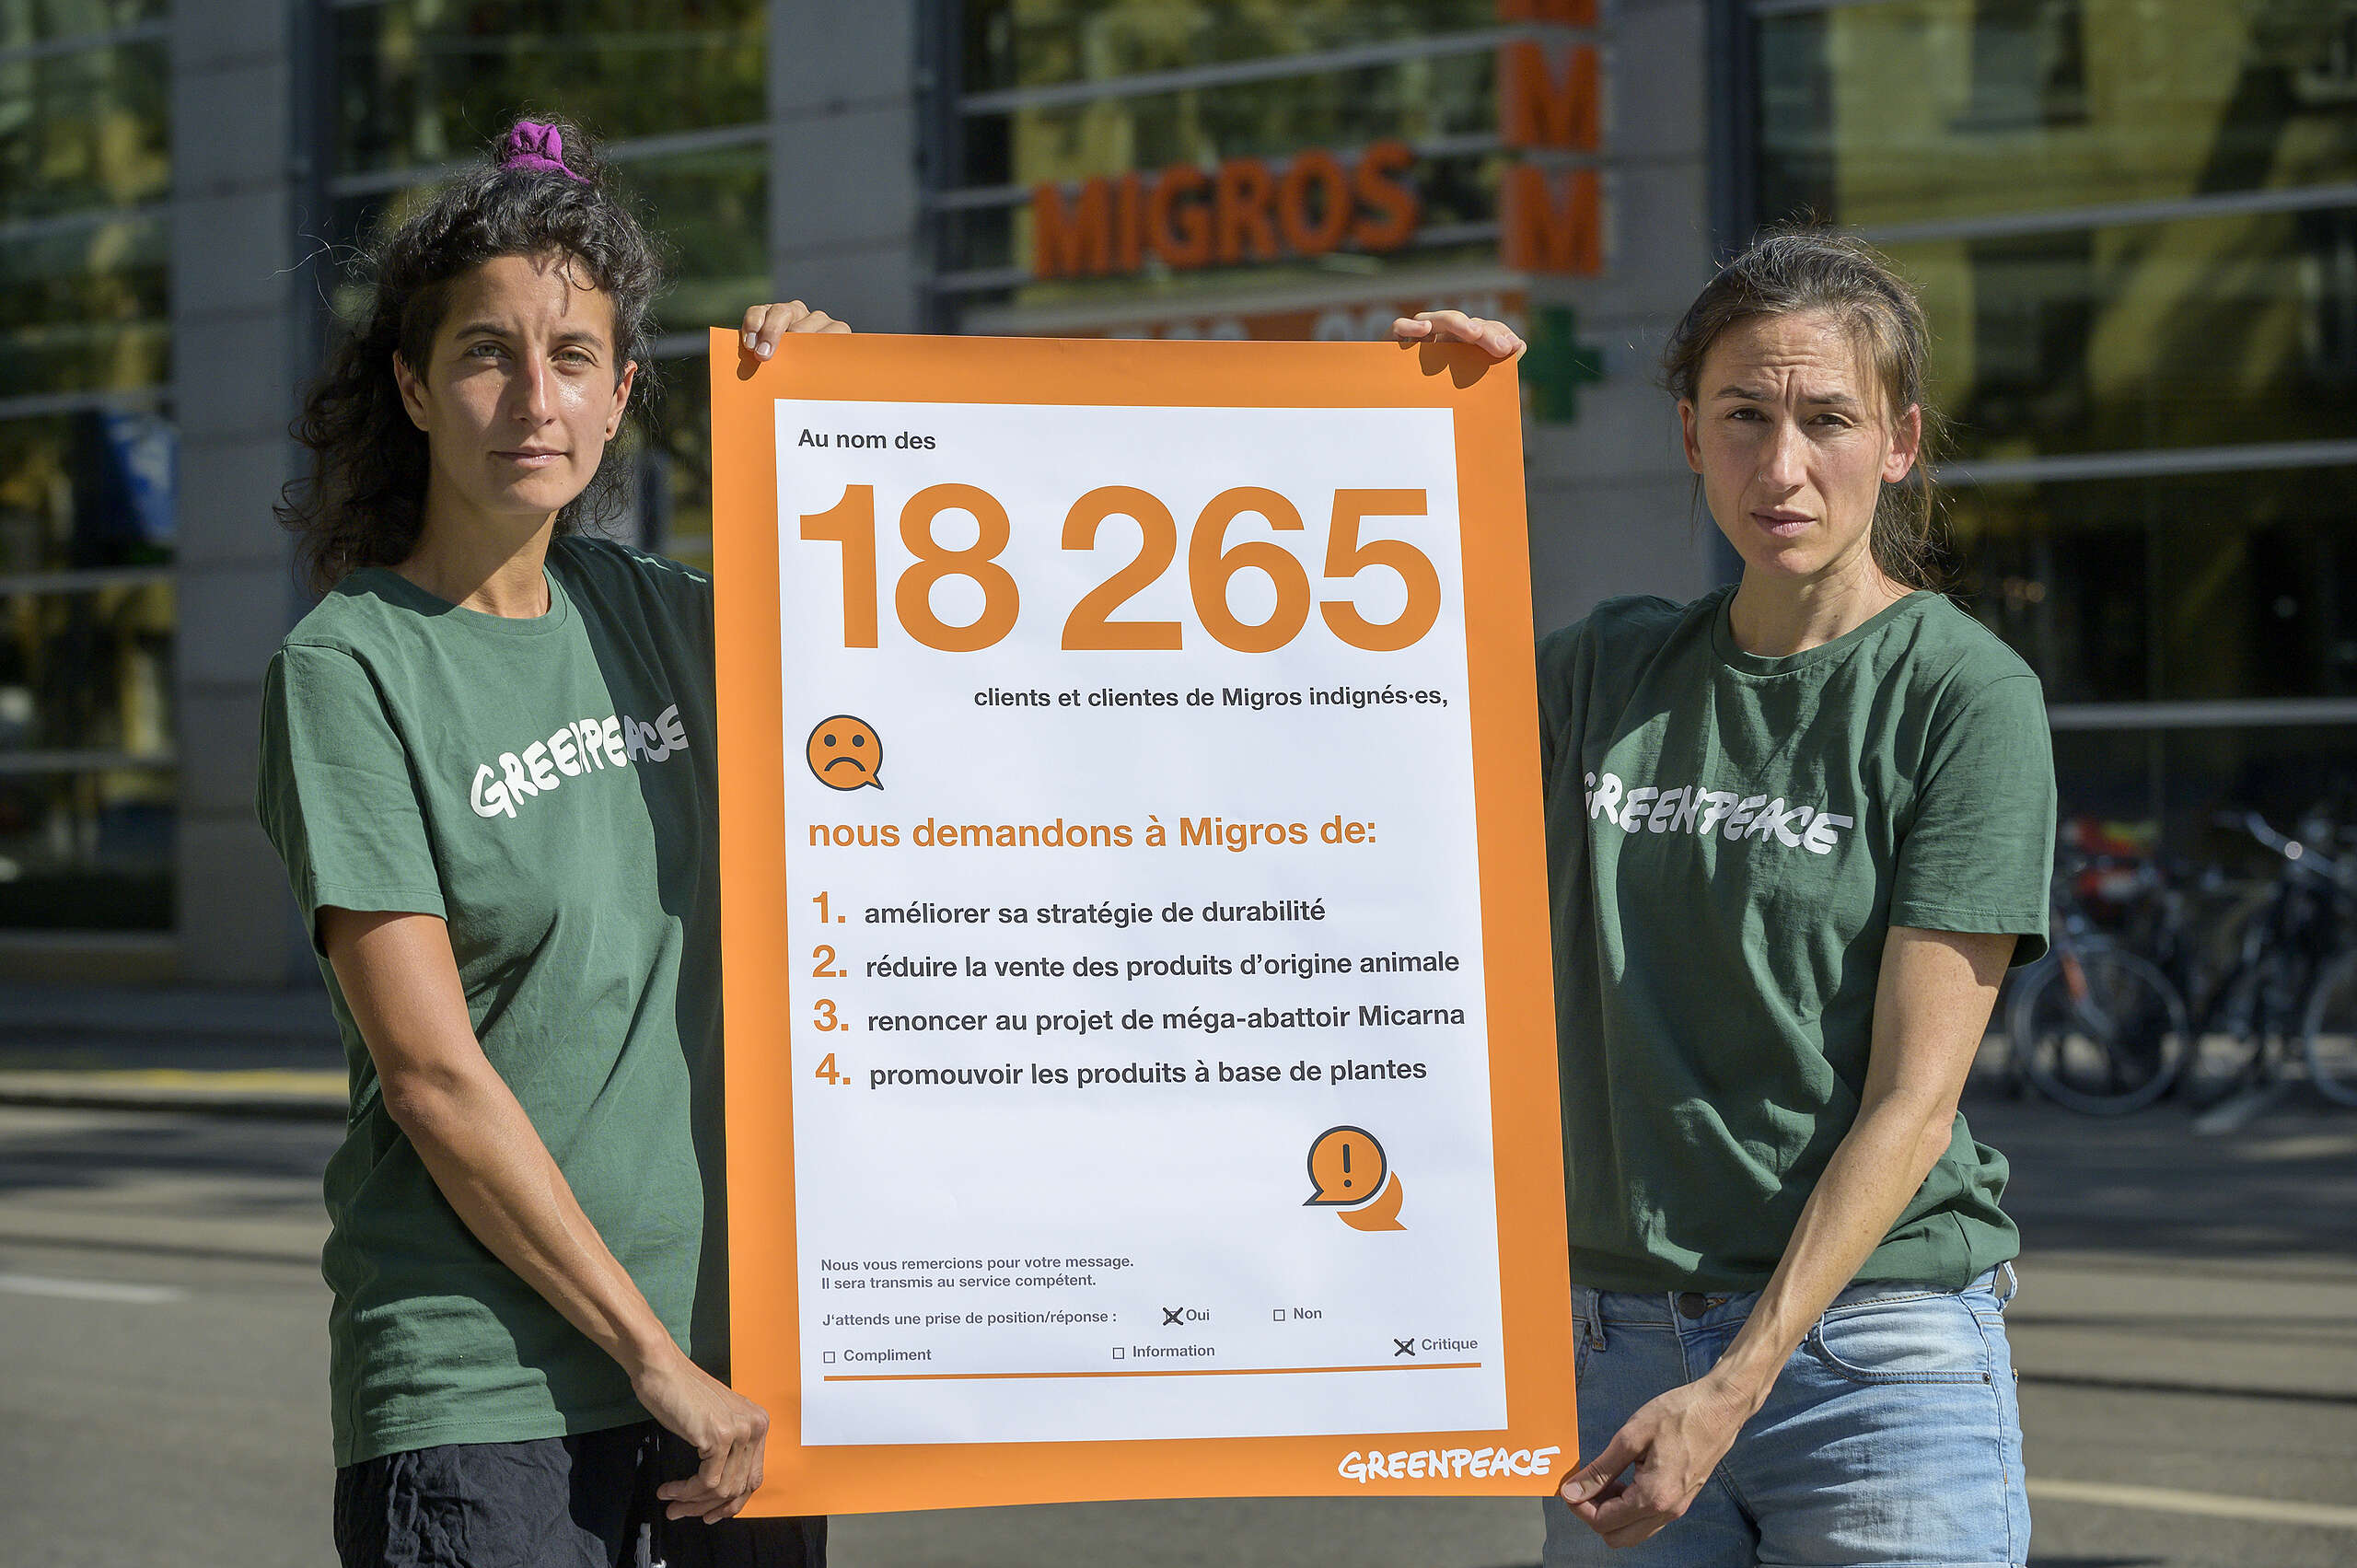 M
M
MIGROS
Au nom des
18 265
clients et clientes de Migros indigné·es,
nous demandons à Migros de:
1. améliorer sa stratégie de durabilité
2. réduire la vente des produits d’origine animale
3. renoncer au projet de méga-abattoir Micarna
4. promouvoir les produits à base de plantes
!
Nous vous remercions pour votre message.
Il sera transmis au service compétent.
J‘attends une prise de position/réponse : Oui Non
Compliment Information Critique
GREENPEACE
GREENPEACE
GREENPEACE